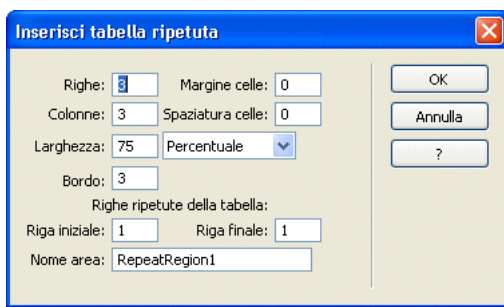 Inserisci tabella ripetuta
Righe: 3 Margine celle: 0
OK
Colonne: 3 Spaziatura celle: 0
Annulla
Larghezza: 75 Percentuale
?
Bordo: 3
Righe ripetute della tabella:
Riga iniziale: 1 Riga finale: 1
Nome area: RepeatRegion1